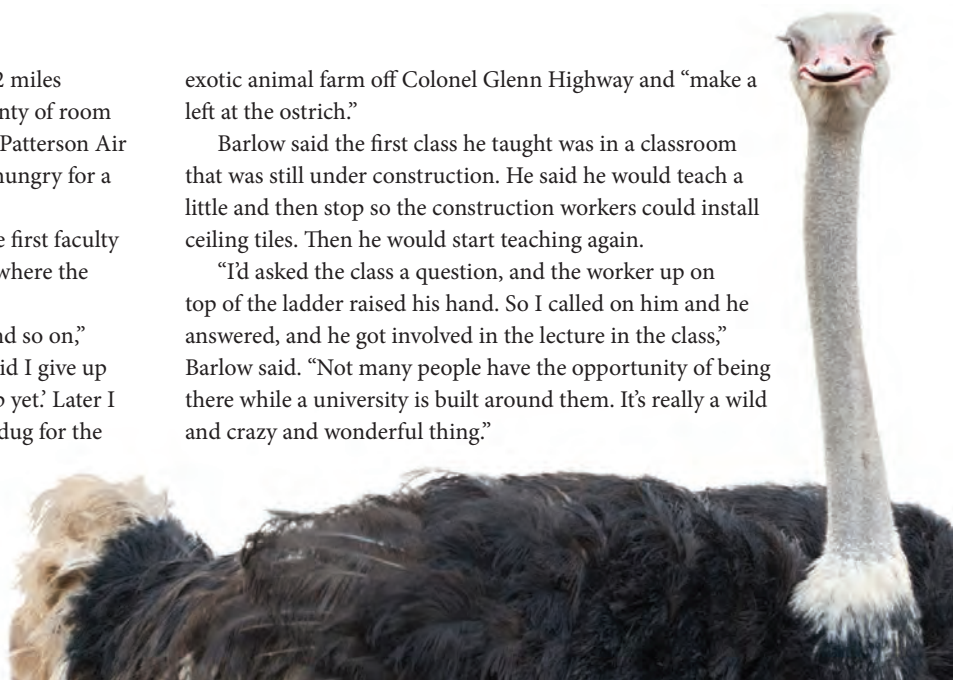 2 miles
nty of room
Patterson Air
hungry for a
e first faculty
where the
nd so on,”
id I give up
yet.’ Later I
dug for the
exotic animal farm off Colonel Glenn Highway and “make a
left at the ostrich.”
Barlow said the first class he taught was in a classroom
that was still under construction. He said he would teach a
little and then stop so the construction workers could install
ceiling tiles. Then he would start teaching again.
“I’d asked the class a question, and the worker up on
top of the ladder raised his hand. So I called on him and he
answered, and he got involved in the lecture in the class,”
Barlow said. “Not many people have the opportunity of being
there while a university is built around them. It’s really a wild
and crazy and wonderful thing.”